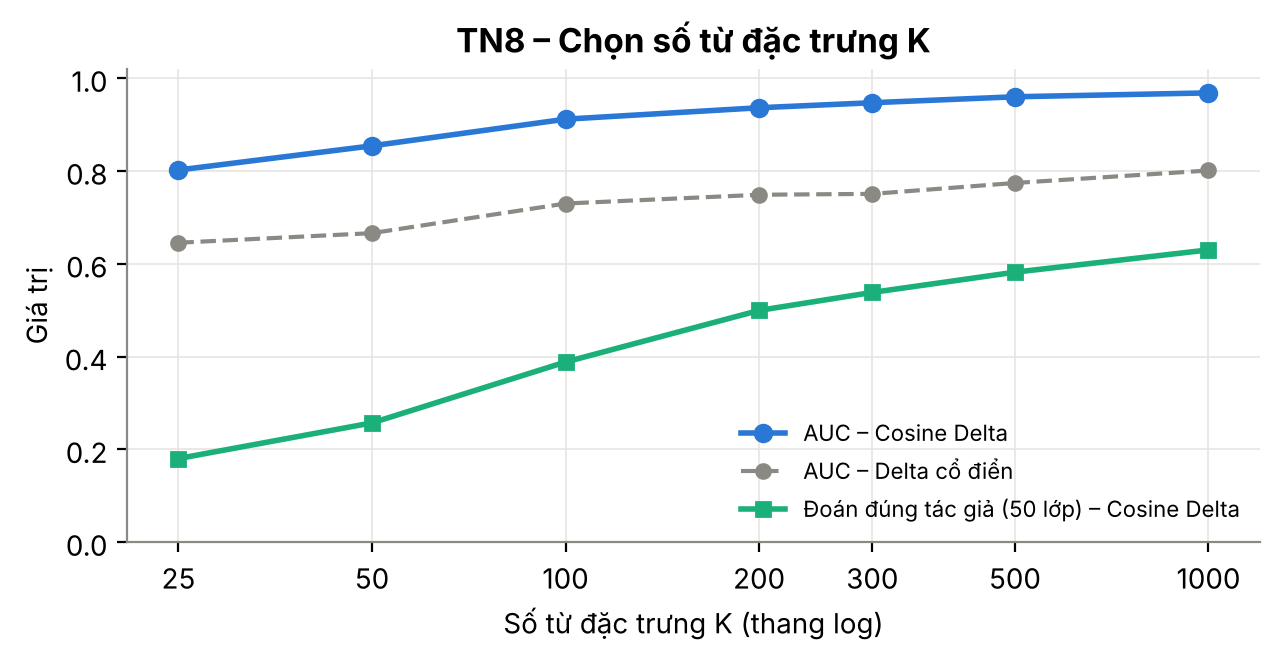 TN8 – Chọn số từ đặc trưng K
1.0
0.8
0.6
0.4
0.2
0.0
Giá trị
AUC – Cosine Delta
AUC – Delta cổ điển
Đoán đúng tác giả (50 lớp) – Cosine Delta
25 50 100 200 300 500 1000
Số từ đặc trưng K (thang log)